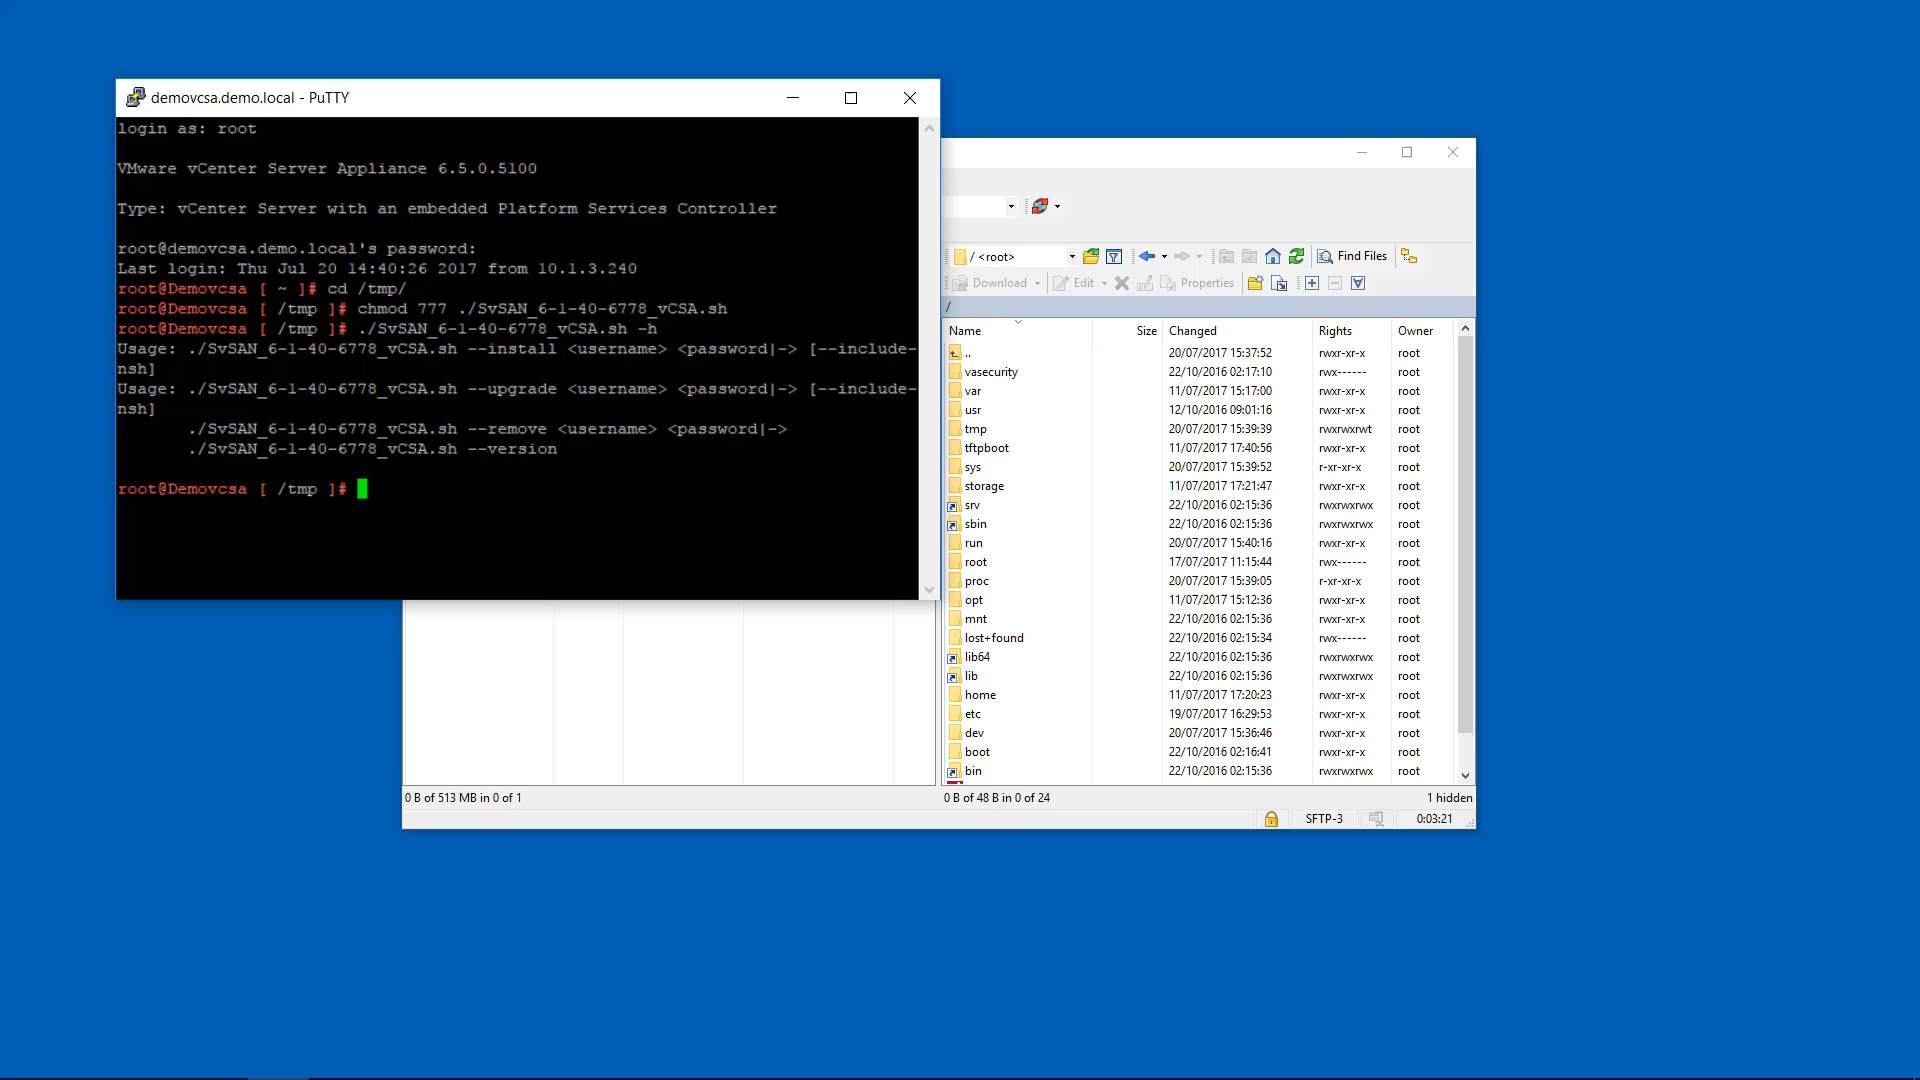 demovcsa.demo.local - PuTTY
login as: root
VMware vCenter Server Appliance 6.5.0.5100
Type: vCenter Server with an embedded Platform Services Controller
root@demovcsa.demo.local's password:
Last login: Thu Jul 20 14:40:26 2017 from 10.1.3.240
root@Demovcsa [ ~ ]# cd /tmp/
root@Demovcsa [ /tmp ]# chmod 777 ./SvSAN_6-1-40-6778_vCSA.sh
root@Demovcsa [ /tmp ]# ./SvSAN_6-1-40-6778_vCSA.sh -h
Usage: ./SvSAN_6-1-40-6778_vCSA.sh --install <username> <password|-> [--include-
nsh]
Usage: ./SvSAN_6-1-40-6778_vCSA.sh --upgrade <username> <password|-> [--include-
nsh]
./SvSAN_6-1-40-6778_vCSA.sh --remove <username> <password|->
./SvSAN_6-1-40-6778_vCSA.sh --version
root@Demovcsa [ /tmp ]#
/ <root> Find Files
Download Edit Properties
/
Name Size Changed Rights Owner
.. 20/07/2017 15:37:52 rwxr-xr-x root
vasecurity 22/10/2016 02:17:10 rwx------ root
var 11/07/2017 15:17:00 rwxr-xr-x root
usr 12/10/2016 09:01:16 rwxr-xr-x root
tmp 20/07/2017 15:39:39 rwxrwxrwt root
tftpboot 11/07/2017 17:40:56 rwxr-xr-x root
sys 20/07/2017 15:39:52 r-xr-xr-x root
storage 11/07/2017 17:21:47 rwxr-xr-x root
srv 22/10/2016 02:15:36 rwxrwxrwx root
sbin 22/10/2016 02:15:36 rwxrwxrwx root
run 20/07/2017 15:40:16 rwxr-xr-x root
root 17/07/2017 11:15:44 rwx------ root
proc 20/07/2017 15:39:05 r-xr-xr-x root
opt 11/07/2017 15:12:36 rwxr-xr-x root
mnt 22/10/2016 02:15:36 rwxr-xr-x root
lost+found 22/10/2016 02:15:34 rwx------ root
lib64 22/10/2016 02:15:36 rwxrwxrwx root
lib 22/10/2016 02:15:36 rwxrwxrwx root
home 11/07/2017 17:20:23 rwxr-xr-x root
etc 19/07/2017 16:29:53 rwxr-xr-x root
dev 20/07/2017 15:36:46 rwxr-xr-x root
boot 22/10/2016 02:16:41 rwxr-xr-x root
bin 22/10/2016 02:15:36 rwxrwxrwx root
0 B of 513 MB in 0 of 1 0 B of 48 B in 0 of 24 1 hidden
SFTP-3 0:03:21